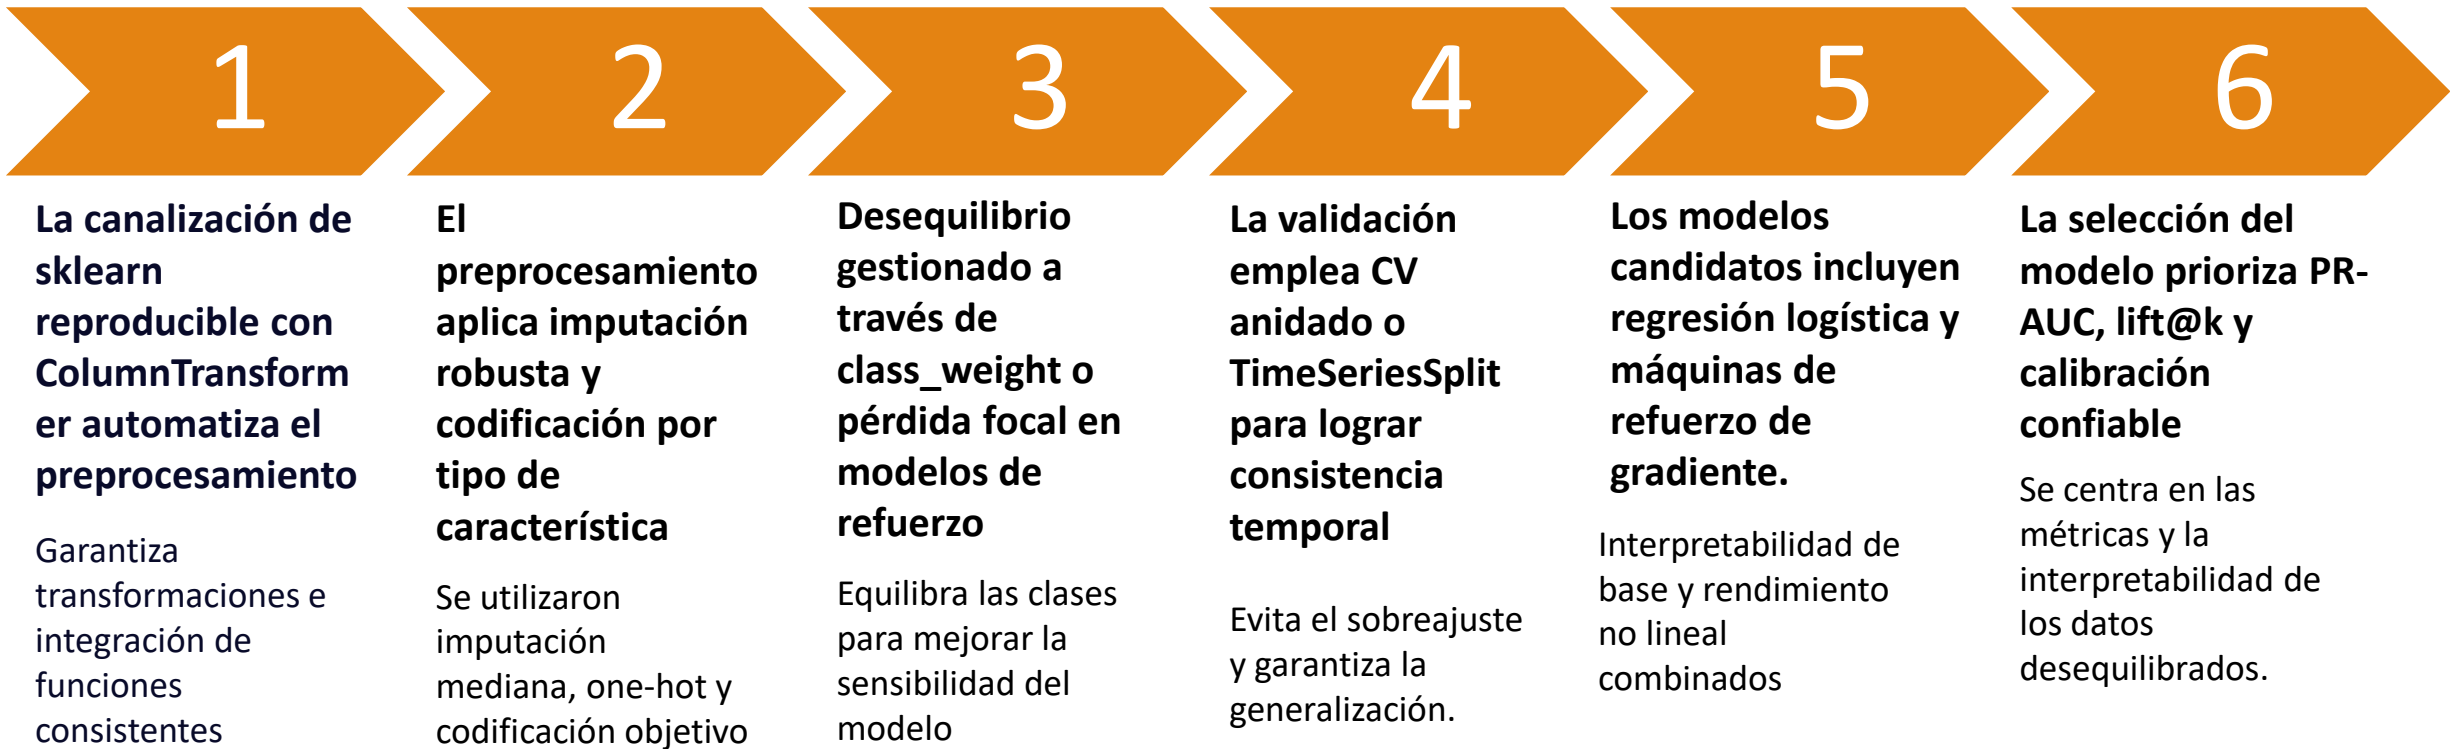 1
La canalización de
sklearn
reproducible con
ColumnTransform
er automatiza el
preprocesamiento
Garantiza
transformaciones e
integración de
funciones
consistentes
2
El
preprocesamiento
aplica imputación
robusta y
codificación por
tipo de
característica
Se utilizaron
imputación
mediana, one-hot y
codificación objetivo
3
Desequilibrio
gestionado a
través de
class_weight o
pérdida focal en
modelos de
refuerzo
Equilibra las clases
para mejorar la
sensibilidad del
modelo
4
La validación
emplea CV
anidado o
TimeSeriesSplit
para lograr
consistencia
temporal
Evita el sobreajuste
y garantiza la
generalización.
5
Los modelos
candidatos incluyen
regresión logística y
máquinas de
refuerzo de
gradiente.
Interpretabilidad de
base y rendimiento
no lineal
combinados
6
La selección del
modelo prioriza PR-
AUC, lift@k y
calibración
confiable
Se centra en las
métricas y la
interpretabilidad de
los datos
desequilibrados.